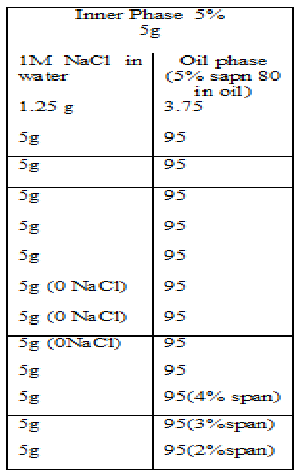 Inner Phase 5%
5g
1M NaCl in water
Oil phase (5% sapn 80 in oil)
1.25 g 3.75
5g 95
5g 95
5g 95
5g 95
5g 95
5g (0 NaCl) 95
5g (0 NaCl) 95
5g (0NaCl) 95
5g 95
5g 95(4% span)
5g 95(3%span)
5g 95(2%span)